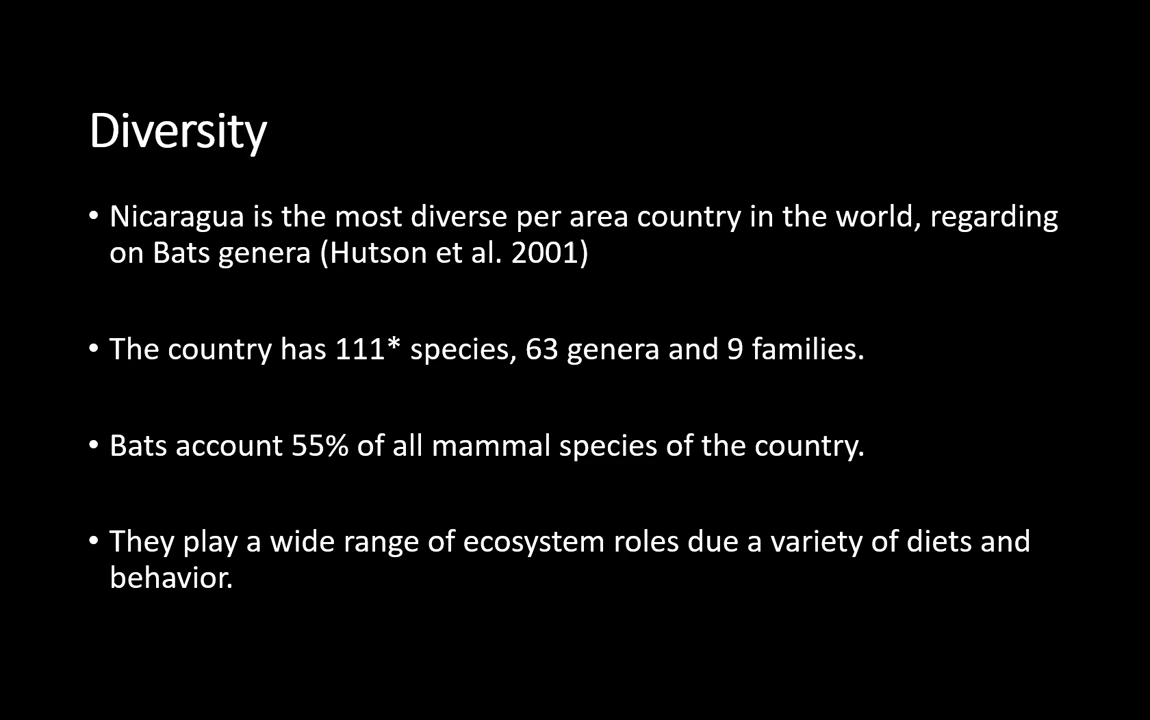 Diversity
• Nicaragua is the most diverse per area country in the world, regarding
on Bats genera (Hutson et al. 2001)
• The country has 111* species, 63 genera and 9 families.
• Bats account 55% of all mammal species of the country.
• They play a wide range of ecosystem roles due a variety of diets and
behavior.